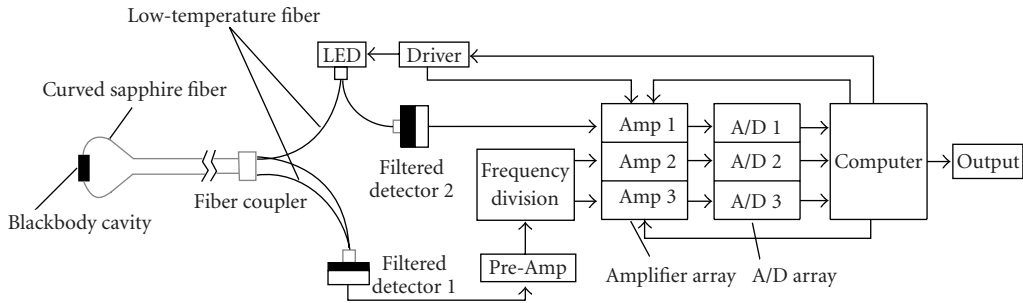 Low-temperature fiber
LED
Driver
Curved sapphire fiber
Blackbody cavity
Fiber coupler
Filtered
detector 2
Filtered
detector 1
Frequency
division
Pre-Amp
Amp 1
Amp 2
Amp 3
A/D 1
A/D 2
A/D 3
Computer
Output
Amplifier array
A/D array